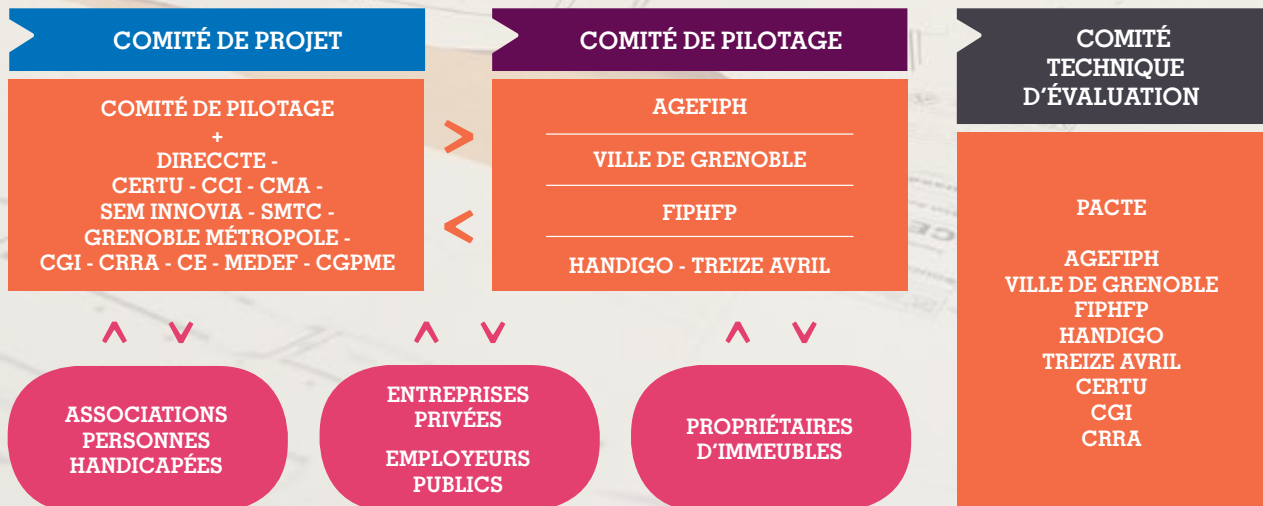 COMITÉ DE PROJET
COMITÉ DE PILOTAGE
+
DIRECCTE -
CERTU - CCI - CMA -
SEM INNOVIA - SMTC -
GRENOBLE MÉTROPOLE -
CGI - CRRA - CE - MEDEF - CGPME
>
<
COMITÉ DE PILOTAGE
AGEFIPH
VILLE DE GRENOBLE
FIPHFP
HANDIGO - TREIZE AVRIL
COMITÉ
TECHNIQUE
D'ÉVALUATION
PACTE
AGEFIPH
VILLE DE GRENOBLE
FIPHFP
HANDIGO
TREIZE AVRIL
CERTU
CGI
CRRA
ASSOCIATIONS
PERSONNES
HANDICAPÉES
ENTREPRISES
PRIVÉES
EMPLOYEURS
PUBLICS
PROPRIÉTAIRES
D'IMMEUBLES